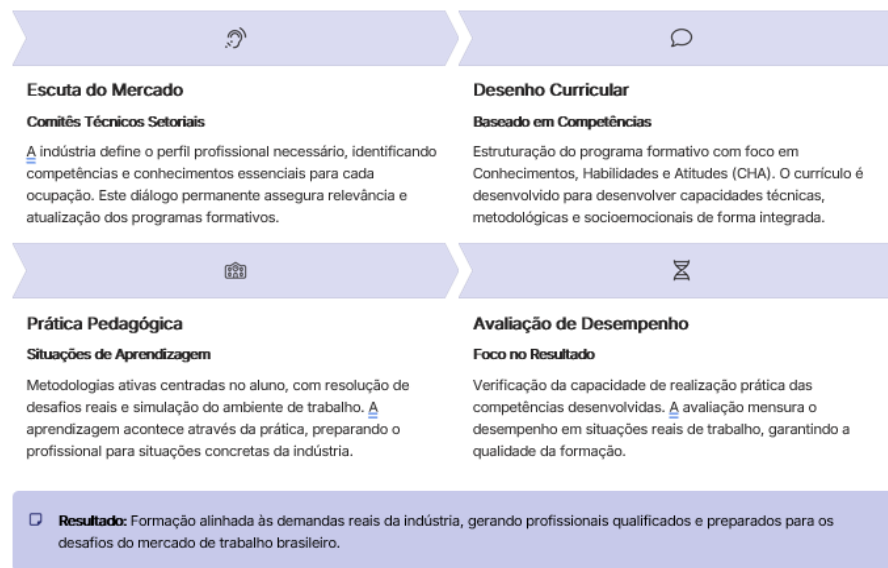 Escuta do Mercado
Comitês Técnicos Setoriais
A indústria define o perfil profissional necessário, identificando
competências e conhecimentos essenciais para cada
ocupação. Este diálogo permanente assegura relevância e
atualização dos programas formativos.
Desenho Curricular
Baseado em Competências
Estruturação do programa formativo com foco em
Conhecimentos, Habilidades e Atitudes (CHA). O currículo é
desenvolvido para desenvolver capacidades técnicas,
metodológicas e socioemocionais de forma integrada.
Prática Pedagógica
Situações de Aprendizagem
Metodologias ativas centradas no aluno, com resolução de
desafios reais e simulação do ambiente de trabalho. A
aprendizagem acontece através da prática, preparando o
profissional para situações concretas da indústria.
Avaliação de Desempenho
Foco no Resultado
Verificação da capacidade de realização prática das
competências desenvolvidas. A avaliação mensura o
desempenho em situações reais de trabalho, garantindo a
qualidade da formação.
Resultado: Formação alinhada às demandas reais da indústria, gerando profissionais qualificados e preparados para os
desafios do mercado de trabalho brasileiro.